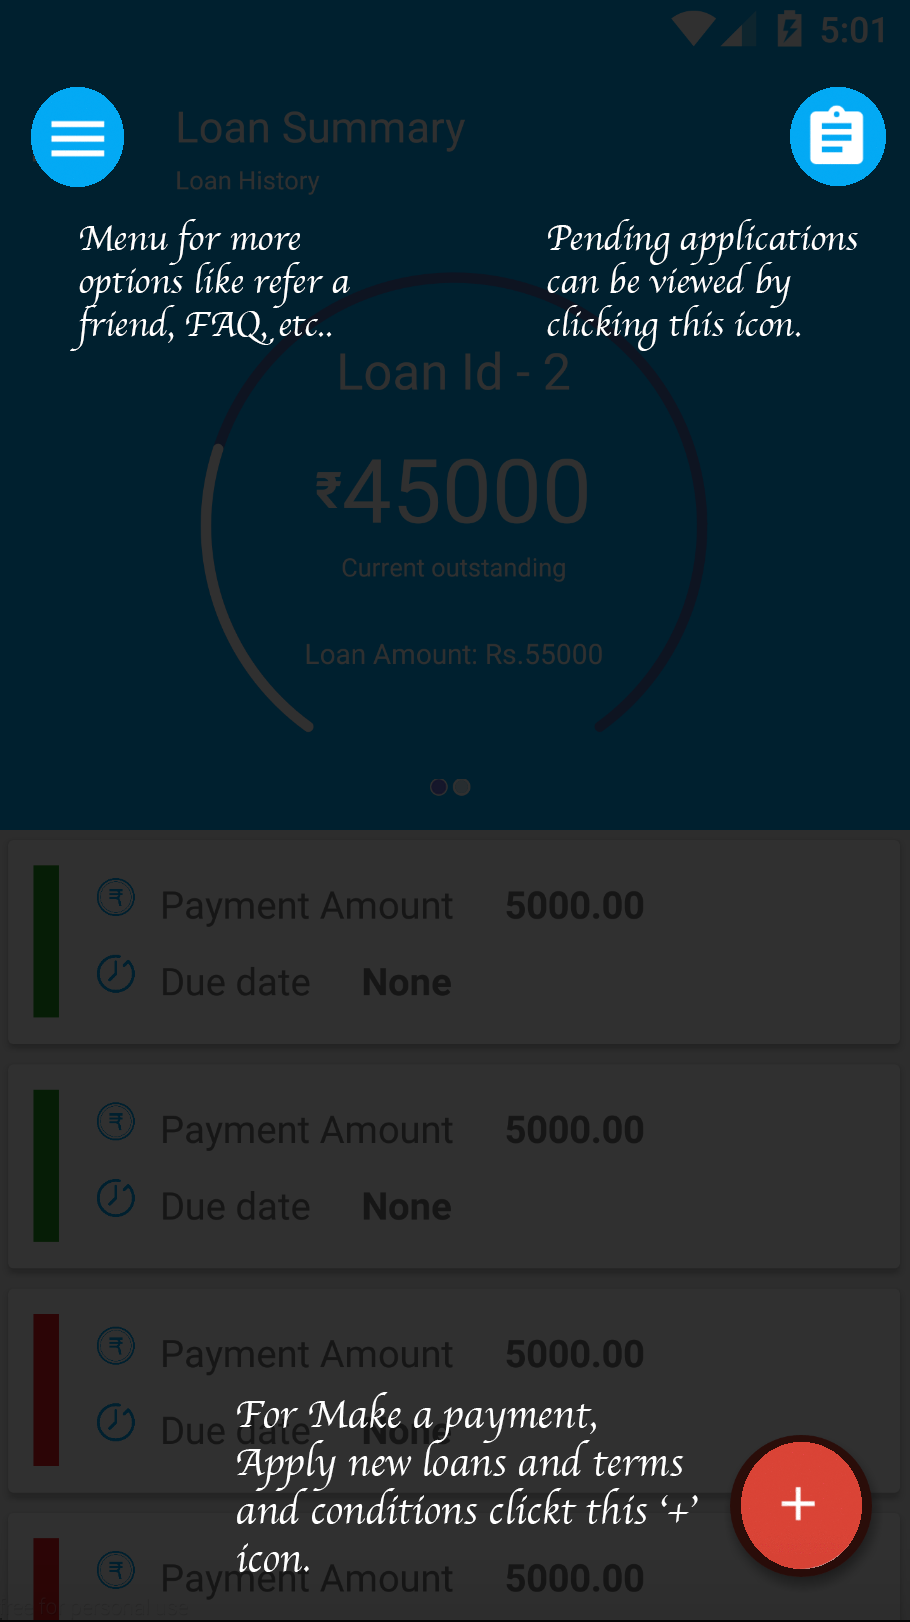 5:01
Loan Summary
Loan History
Menu for more
options like refer a
friend, FAQ, etc..
Pending applications
can be viewed by
clicking this icon.
Loan Id - 2
₹45000
Current outstanding
Loan Amount: Rs.55000
Payment Amount 5000.00
Due date None
Payment Amount 5000.00
Due date None
Payment Amount 5000.00
Due date None
For Make a payment,
Apply new loans and terms
and conditions clickt this ‘+’
icon.
Payment Amount 5000.00